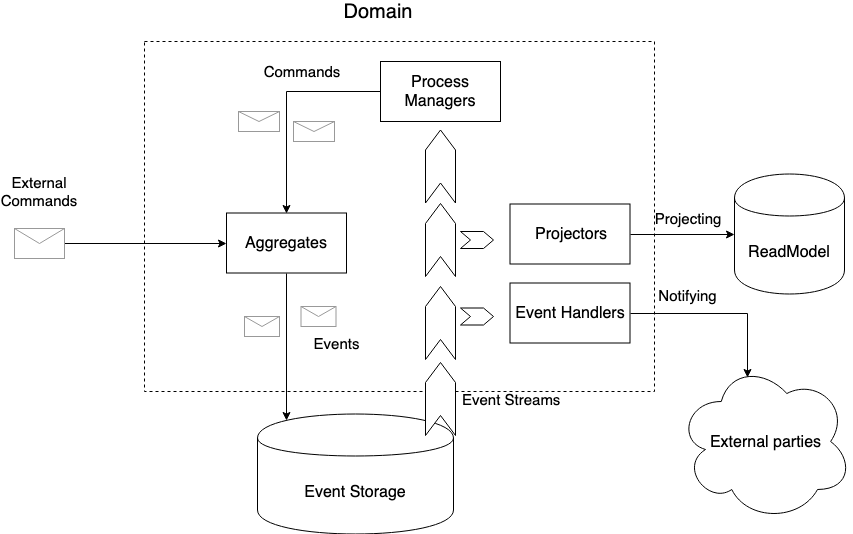 Domain
Commands
Process
Managers
External
Commands
Aggregates
Projectors
Projecting
ReadModel
Event Handlers
Notifying
Events
Event Streams
External parties
Event Storage